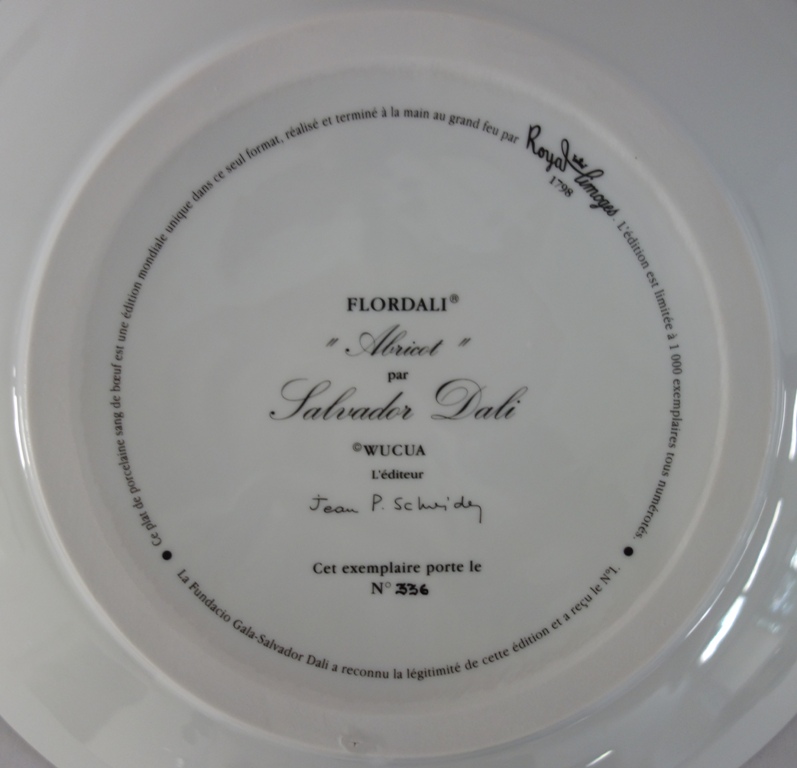 Ce plat de porcelaine sang de bœuf est une édition mondiale unique dans ce seul format, réalisé et terminé à la main au grand feu par Royal Limoges 1798. L'édition est limitée à 1 000 exemplaires tous numérotés.
FLORDALI®
" Abricot "
par
Salvador Dali
©WUCUA
L'éditeur
Jean P. Schneider
Cet exemplaire porte le
N° 336
La Fundacio Gala-Salvador Dali a reconnu la légitimité de cette édition et a reçu le N°1.